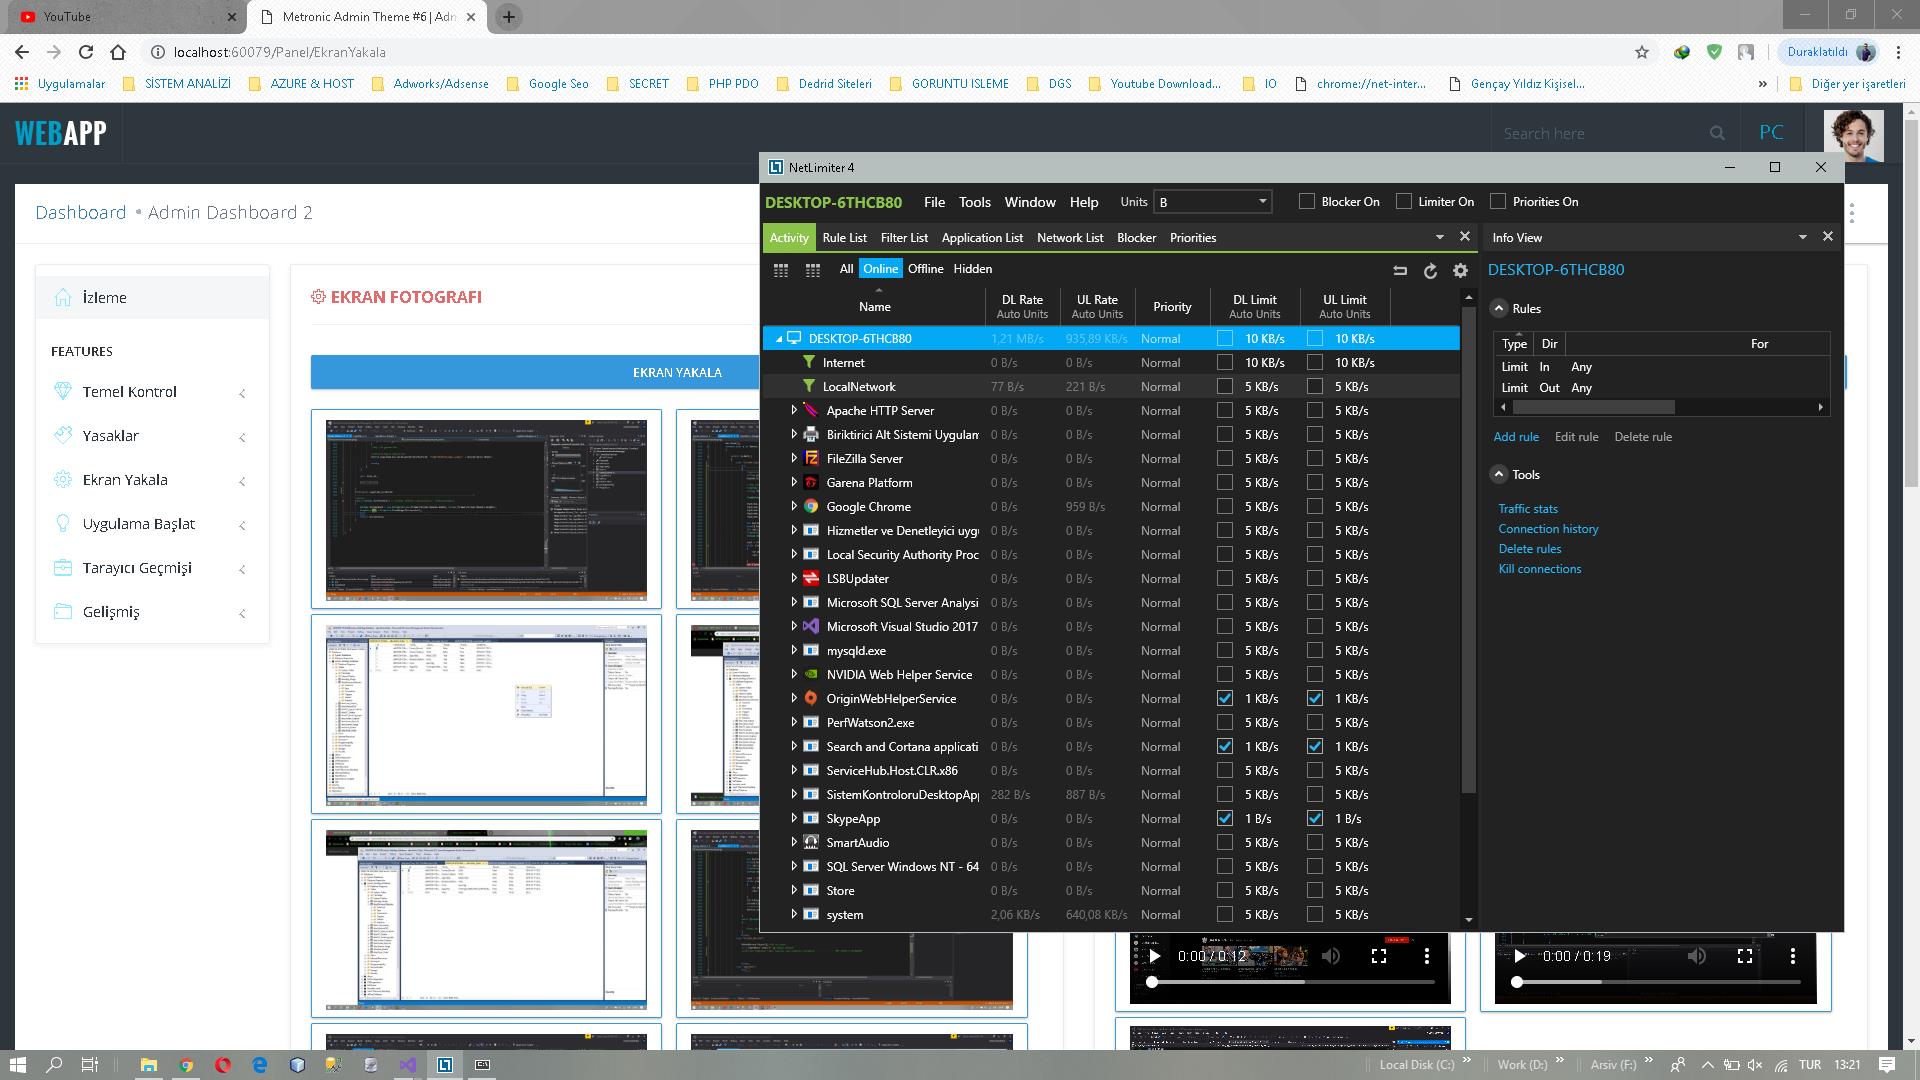 YouTube
Metronic Admin Theme #6 | Adm
localhost:60079/Panel/EkranYakala
Duraklatıldı
Uygulamalar
SİSTEM ANALİZİ
AZURE & HOST
Adworks/Adsense
Google Seo
SECRET
PHP PDO
Dedrid Siteleri
GORUNTU ISLEME
DGS
Youtube Download...
IO
chrome://net-inter...
Gençay Yıldız Kişisel...
»
Diğer yer işaretleri
WEBAPP
Search here
PC
Dashboard • Admin Dashboard 2
İzleme
FEATURES
Temel Kontrol
Yasaklar
Ekran Yakala
Uygulama Başlat
Tarayıcı Geçmişi
Gelişmiş
EKRAN FOTOGRAFI
EKRAN YAKALA
NetLimiter 4
DESKTOP-6THCB80 File Tools Window Help Units B Blocker On Limiter On Priorities On
Activity Rule List Filter List Application List Network List Blocker Priorities
All Online Offline Hidden
Name DL Rate UL Rate Priority DL Limit UL Limit
Auto Units Auto Units Auto Units Auto Units
DESKTOP-6THCB80 1,21 MB/s 935,89 KB/s Normal 10 KB/s 10 KB/s
Internet 0 B/s 0 B/s Normal 10 KB/s 10 KB/s
LocalNetwork 77 B/s 221 B/s Normal 5 KB/s 5 KB/s
Apache HTTP Server 0 B/s 0 B/s Normal 5 KB/s 5 KB/s
Biriktirici Alt Sistemi Uygulam 0 B/s 0 B/s Normal 5 KB/s 5 KB/s
FileZilla Server 0 B/s 0 B/s Normal 5 KB/s 5 KB/s
Garena Platform 0 B/s 0 B/s Normal 5 KB/s 5 KB/s
Google Chrome 0 B/s 959 B/s Normal 5 KB/s 5 KB/s
Hizmetler ve Denetleyici uygu 0 B/s 0 B/s Normal 5 KB/s 5 KB/s
Local Security Authority Proc 0 B/s 0 B/s Normal 5 KB/s 5 KB/s
LSBUpdater 0 B/s 0 B/s Normal 5 KB/s 5 KB/s
Microsoft SQL Server Analysi 0 B/s 0 B/s Normal 5 KB/s 5 KB/s
Microsoft Visual Studio 2017 0 B/s 0 B/s Normal 5 KB/s 5 KB/s
mysqld.exe 0 B/s 0 B/s Normal 5 KB/s 5 KB/s
NVIDIA Web Helper Service 0 B/s 0 B/s Normal 5 KB/s 5 KB/s
OriginWebHelperService 0 B/s 0 B/s Normal 1 KB/s 1 KB/s
PerfWatson2.exe 0 B/s 0 B/s Normal 5 KB/s 5 KB/s
Search and Cortana applicati 0 B/s 0 B/s Normal 1 KB/s 1 KB/s
ServiceHub.Host.CLR.x86 0 B/s 0 B/s Normal 5 KB/s 5 KB/s
SistemKontroloruDesktopApp 282 B/s 887 B/s Normal 5 KB/s 5 KB/s
SkypeApp 0 B/s 0 B/s Normal 1 B/s 1 B/s
SmartAudio 0 B/s 0 B/s Normal 5 KB/s 5 KB/s
SQL Server Windows NT - 64 0 B/s 0 B/s Normal 5 KB/s 5 KB/s
Store 0 B/s 0 B/s Normal 5 KB/s 5 KB/s
system 2,06 KB/s 640,08 KB/s Normal 5 KB/s 5 KB/s
Info View
DESKTOP-6THCB80
Rules
Type Dir For
Limit In Any
Limit Out Any
Add rule Edit rule Delete rule
Tools
Traffic stats
Connection history
Delete rules
Kill connections
0:00 / 0:12
0:00 / 0:19
Local Disk (C:) »
Work (D:) »
Arsiv (F:) »
TUR
13:21